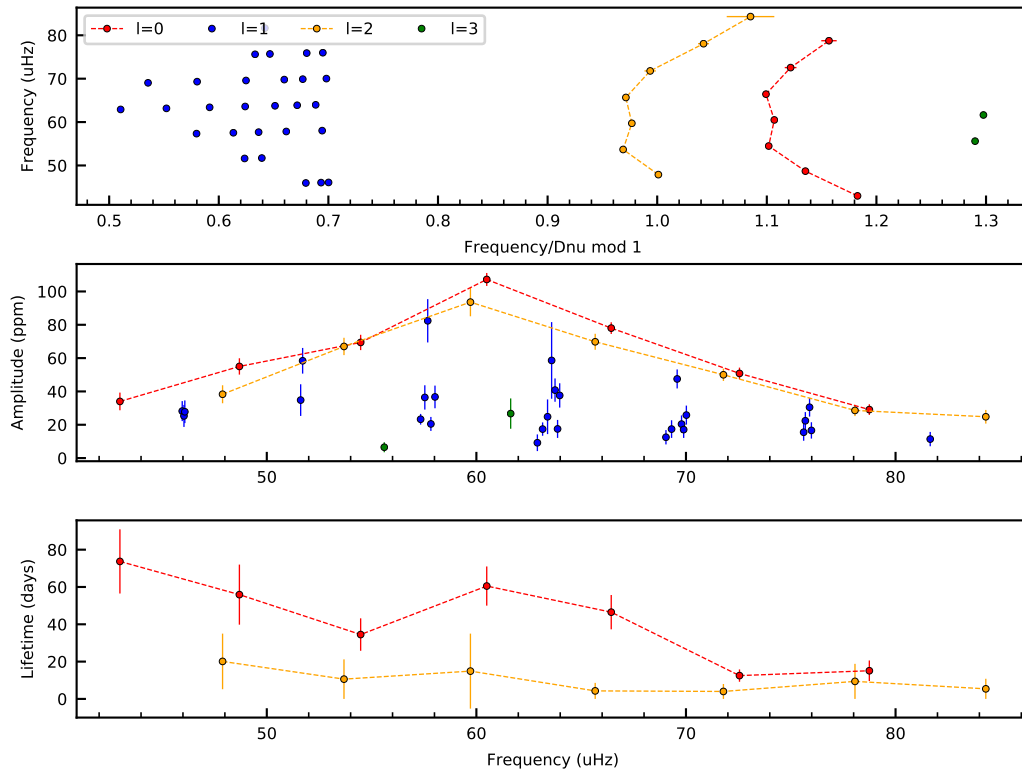 l=0 l=1 l=2 l=3
80
70
60
50
Frequency (uHz)
0.5 0.6 0.7 0.8 0.9 1.0 1.1 1.2 1.3
Frequency/Dnu mod 1
100
80
60
40
20
0
Amplitude (ppm)
50 60 70 80
80
60
40
20
0
Lifetime (days)
50 60 70 80
Frequency (uHz)